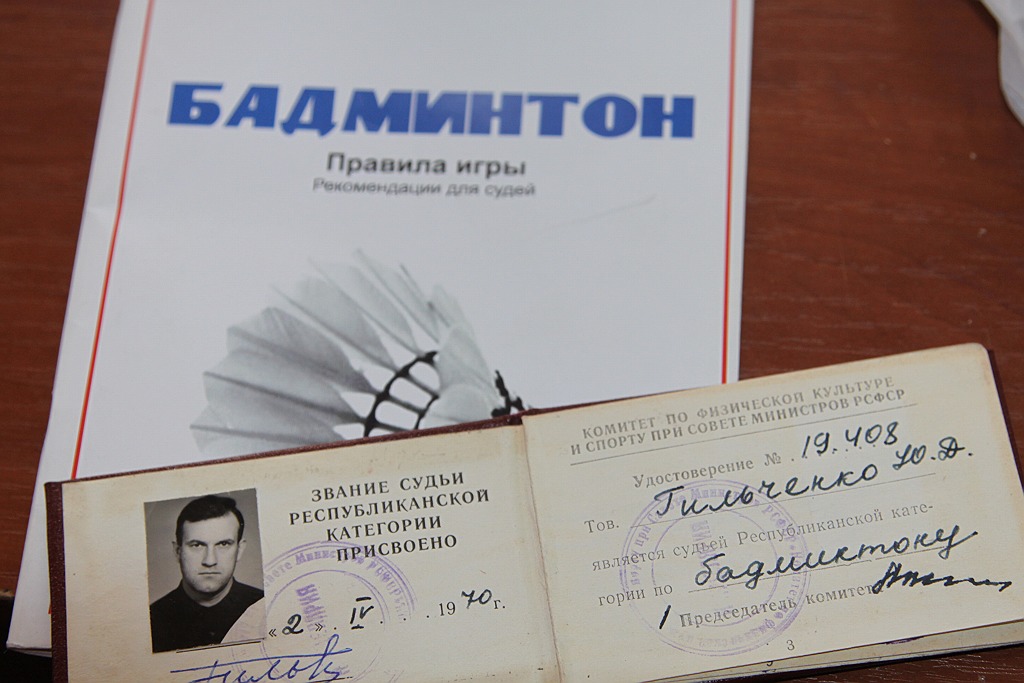 БАДМИНТОН
Правила игры
Рекомендации для судей
ЗВАНИЕ СУДЬИ
РЕСПУБЛИКАНСКОЙ
КАТЕГОРИИ
ПРИСВОЕНО
«2» IV . . . 1970 г.
КОМИТЕТ ПО ФИЗИЧЕСКОЙ КУЛЬТУРЕ
И СПОРТУ ПРИ СОВЕТЕ МИНИСТРОВ РСФСР
Удостоверение № 19.408
Тов. Гильченко Ю.Д.
является судьей Республиканской кате-
гории по бадминтону
Председатель комитета
3